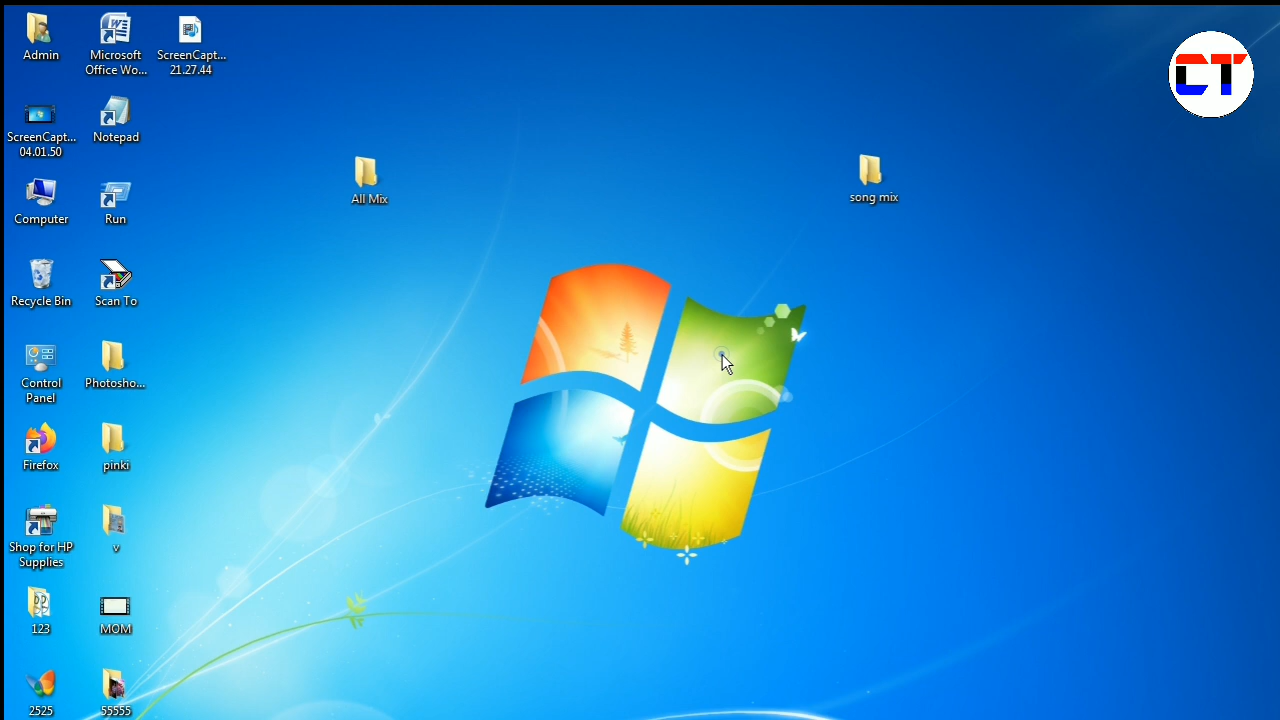 Admin
Microsoft
Office Wo...
ScreenCapt...
21.27.44
CT
ScreenCapt...
04.01.50
Notepad
All Mix
song mix
Computer
Run
Recycle Bin
Scan To
Control
Panel
Photosho...
Firefox
pinki
Shop for HP
Supplies
v
123
MOM
2525
55555